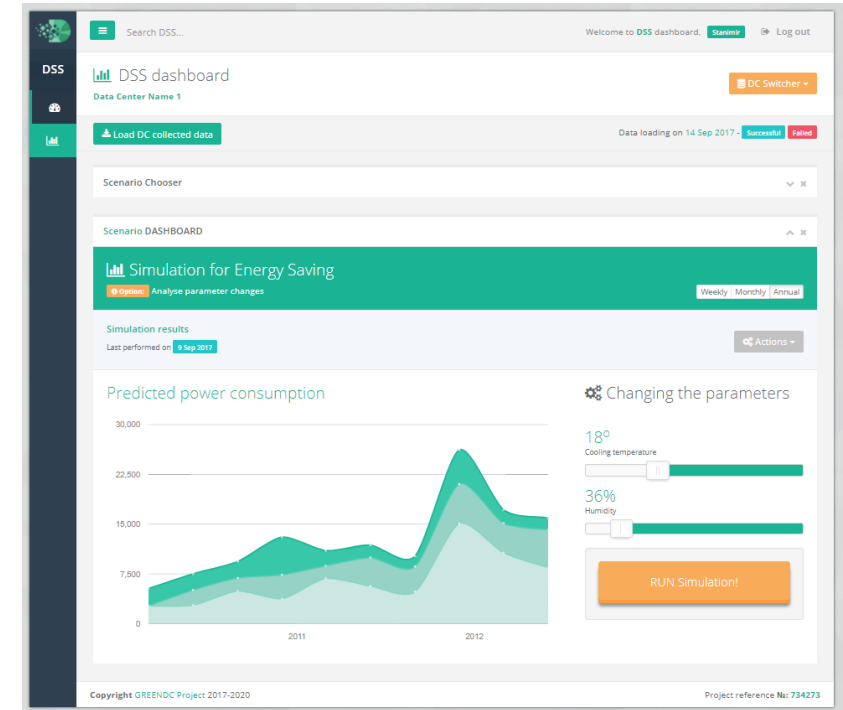 Search DSS...
Welcome to DSS dashboard, Stanimir Log out
DSS
DSS dashboard
Data Center Name 1
DC Switcher
Load DC collected data
Data loading on 14 Sep 2017 - Successful Failed
Scenario Chooser
Scenario DASHBOARD
Simulation for Energy Saving
Option: Analyse parameter changes
Weekly Monthly Annual
Simulation results
Last performed on 9 Sep 2017
Actions
Predicted power consumption
30,000
22,500
15,000
7,500
0
2011
2012
Changing the parameters
18º
Cooling temperature
36%
Humidity
RUN Simulation!
Copyright GREENDC Project 2017-2020
Project reference №: 734273